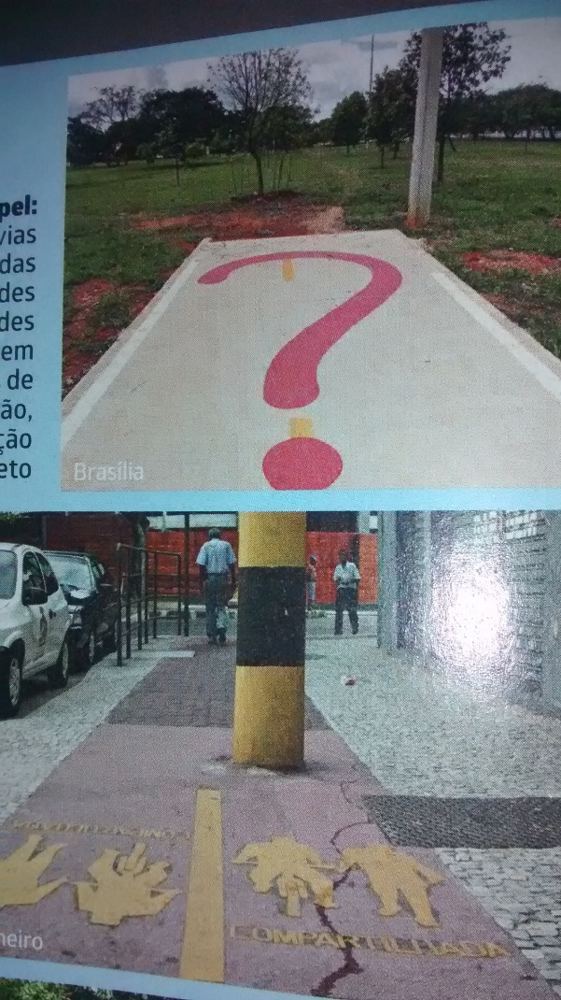 pel:
vias
das
des
des
em
de
ão,
ção
eto
Brasília
?
COMPARTILHADA
neiro